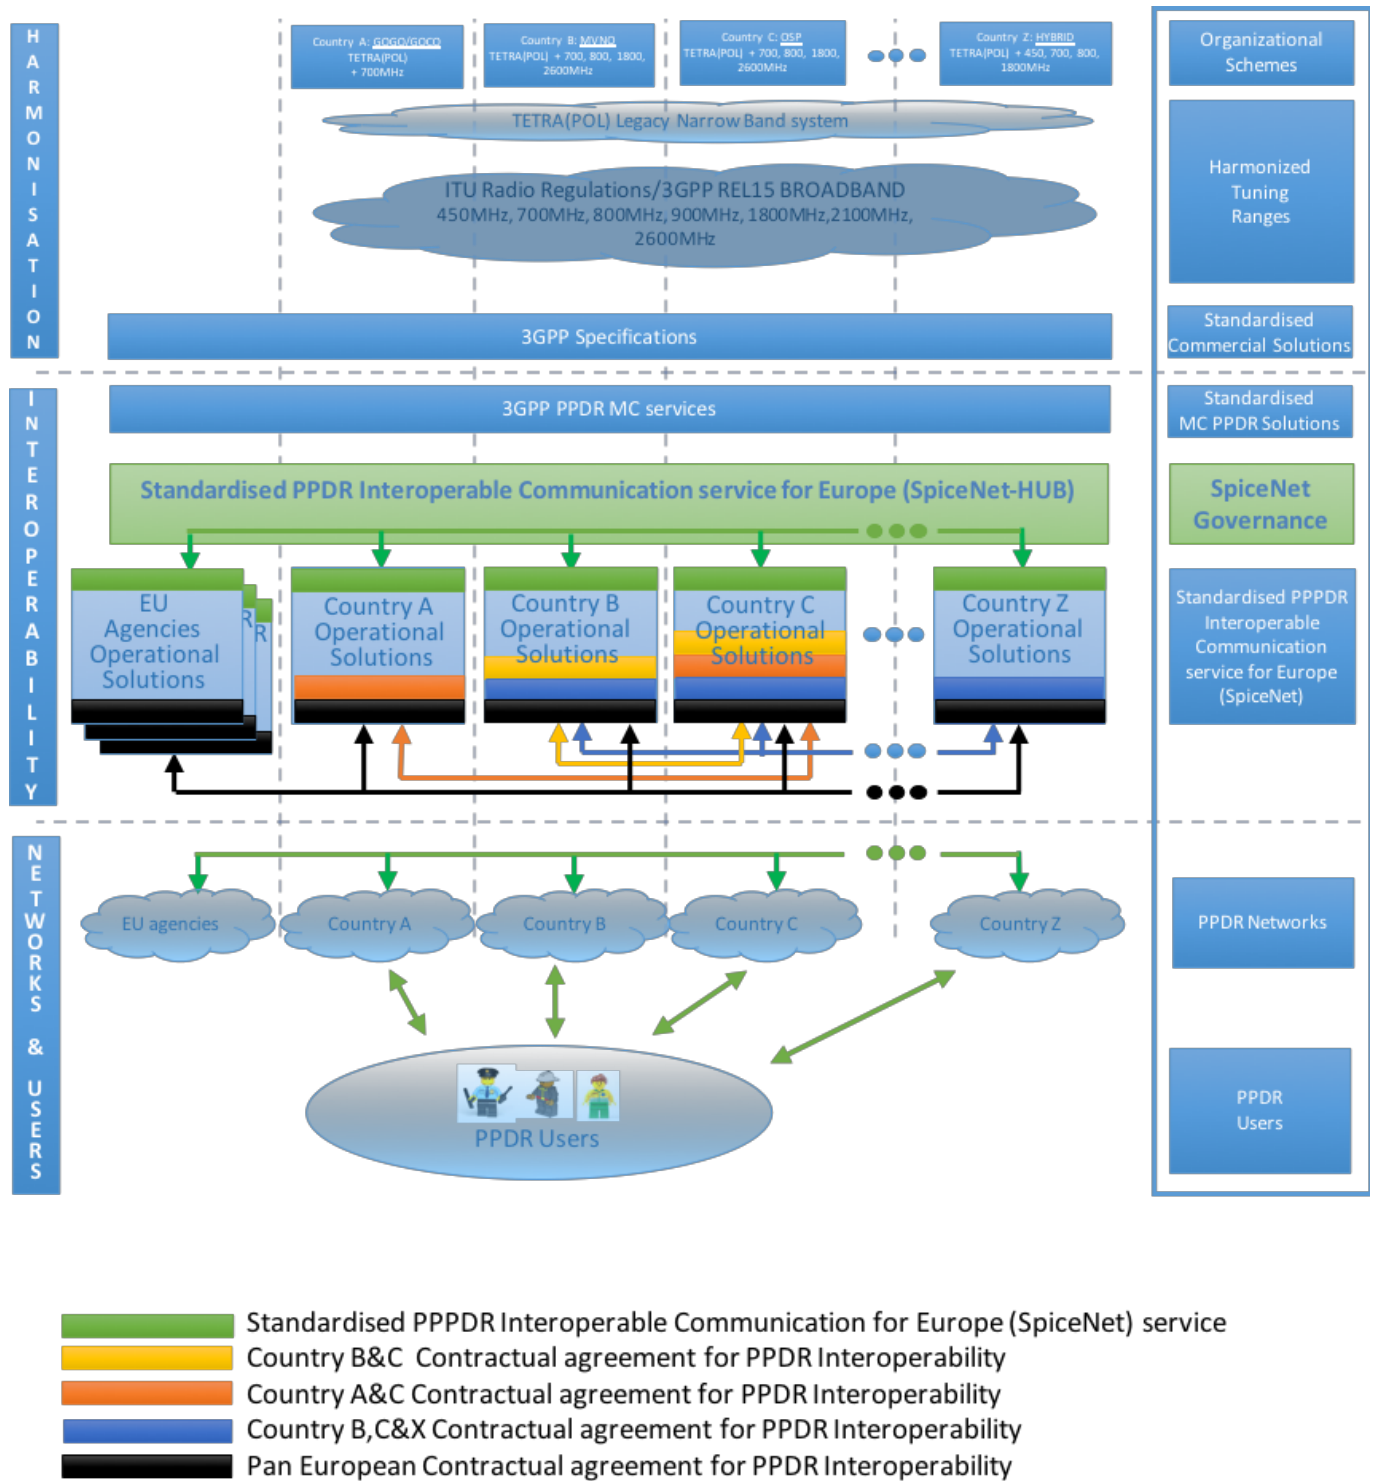 HARMONISATION
Country A: GOGO/GOCO
TETRA(POL)
+ 700MHz
Country B: MVNO
TETRA(POL) + 700, 800, 1800,
2600MHz
Country C: OSP
TETRA(POL) + 700, 800, 1800,
2600MHz
Country Z: HYBRID
TETRA(POL) + 450, 700, 800,
1800MHz
Organizational
Schemes
TETRA(POL) Legacy Narrow Band system
ITU Radio Regulations/3GPP REL15 BROADBAND
450MHz, 700MHz, 800MHz, 900MHz, 1800MHz,2100MHz,
2600MHz
Harmonized
Tuning
Ranges
3GPP Specifications
Standardised
Commercial Solutions
INTEROPERABILITY
3GPP PPDR MC services
Standardised
MC PPDR Solutions
Standardised PPDR Interoperable Communication service for Europe (SpiceNet-HUB)
SpiceNet
Governance
EU
Agencies
Operational
Solutions
R
R
Country A
Operational
Solutions
Country B
Operational
Solutions
Country C
Operational
Solutions
Country Z
Operational
Solutions
Standardised PPPDR
Interoperable
Communication
service for Europe
(SpiceNet)
NETWORKS & USERS
EU agencies
Country A
Country B
Country C
Country Z
PPDR Networks
PPDR Users
PPDR
Users
Standardised PPPDR Interoperable Communication for Europe (SpiceNet) service
Country B&C Contractual agreement for PPDR Interoperability
Country A&C Contractual agreement for PPDR Interoperability
Country B,C&X Contractual agreement for PPDR Interoperability
Pan European Contractual agreement for PPDR Interoperability